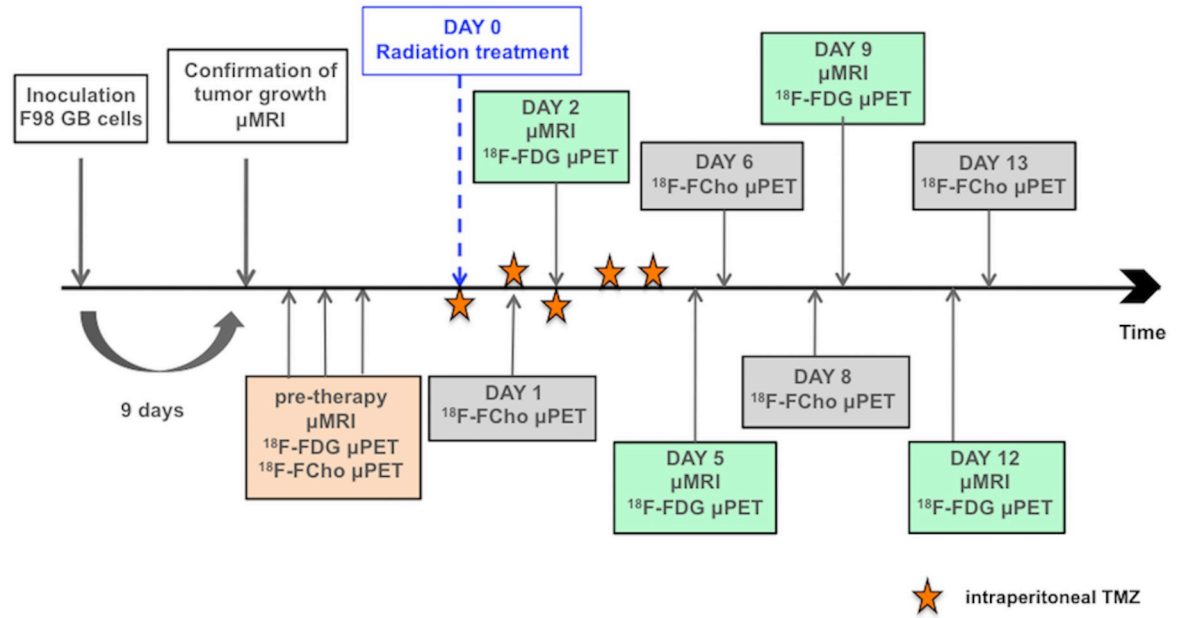 Inoculation
F98 GB cells
Confirmation of
tumor growth
µMRI
DAY 0
Radiation treatment
DAY 2
µMRI
¹⁸F-FDG µPET
DAY 6
¹⁸F-FCho µPET
DAY 9
µMRI
¹⁸F-FDG µPET
DAY 13
¹⁸F-FCho µPET
Time
9 days
pre-therapy
µMRI
¹⁸F-FDG µPET
¹⁸F-FCho µPET
DAY 1
¹⁸F-FCho µPET
DAY 5
µMRI
¹⁸F-FDG µPET
DAY 8
¹⁸F-FCho µPET
DAY 12
µMRI
¹⁸F-FDG µPET
intraperitoneal TMZ